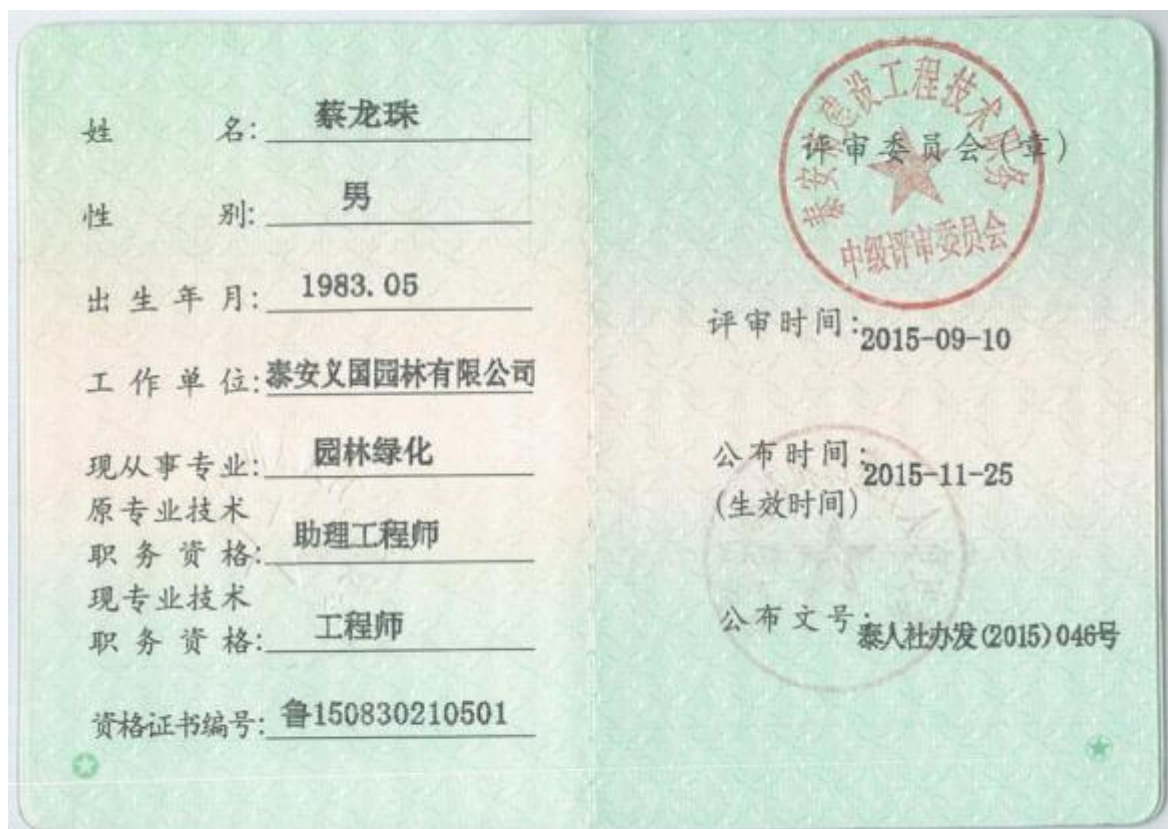 姓 名: 蔡龙珠
性 别: 男
出生年月: 1983.05
工作单位: 泰安义国园林有限公司
现从事专业: 园林绿化
原专业技术
职务资格: 助理工程师
现专业技术
职务资格: 工程师
资格证书编号: 鲁150830210501
泰安市建设工程技术职务
评审委员会(章)
中级评审委员会
评审时间: 2015-09-10
公布时间: 2015-11-25
(生效时间)
公布文号: 泰人社办发(2015)046号